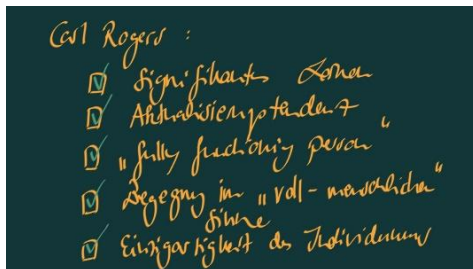 Carl Rogers :
Signifikantes Lernen
Aktualisierungstendenz
"fully functioning person"
Begegnung im "voll-menschlichen"
Sinne
Einzigartigkeit des Individuums